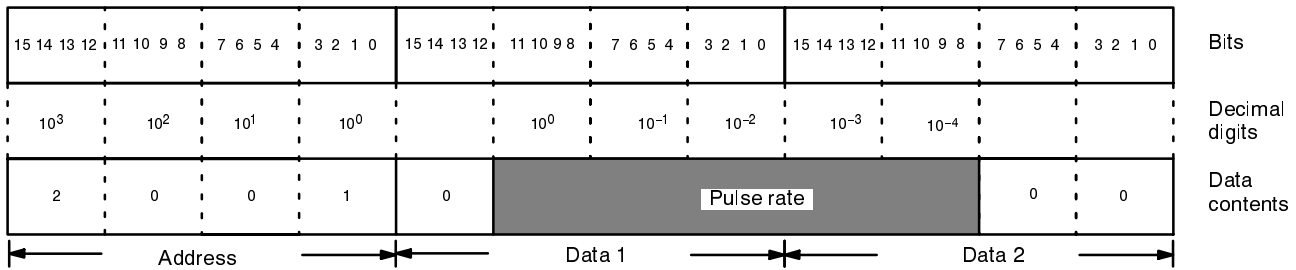 15 14 13 12 11 10 9 8 7 6 5 4 3 2 1 0 15 14 13 12 11 10 9 8 7 6 5 4 3 2 1 0 15 14 13 12 11 10 9 8 7 6 5 4 3 2 1 0 Bits
10³ 10² 10¹ 10⁰ 10⁰ 10⁻¹ 10⁻² 10⁻³ 10⁻⁴ Decimal digits
2 0 0 1 0 Pulse rate 0 0 Data contents
Address Data 1 Data 2